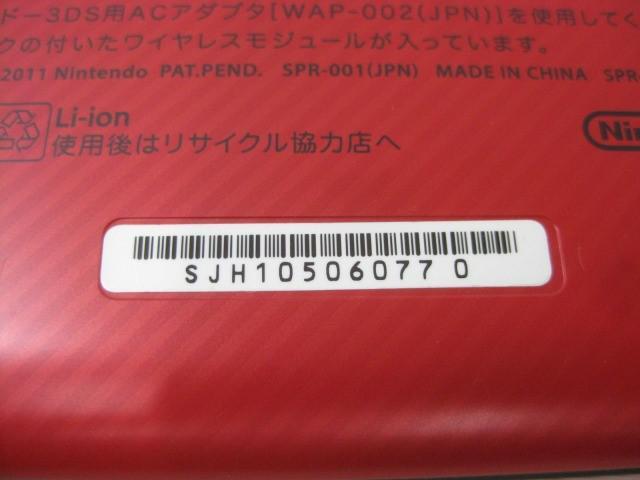 ドー3DS用ACアダプタ[WAP-002(JPN)]を使用してく
クの付いたワイヤレスモジュールが入っています。
2011 Nintendo PAT.PEND. SPR-001(JPN) MADE IN CHINA SPR-
Li-ion
使用後はリサイクル協力店へ
Nin
SJH10506077 0